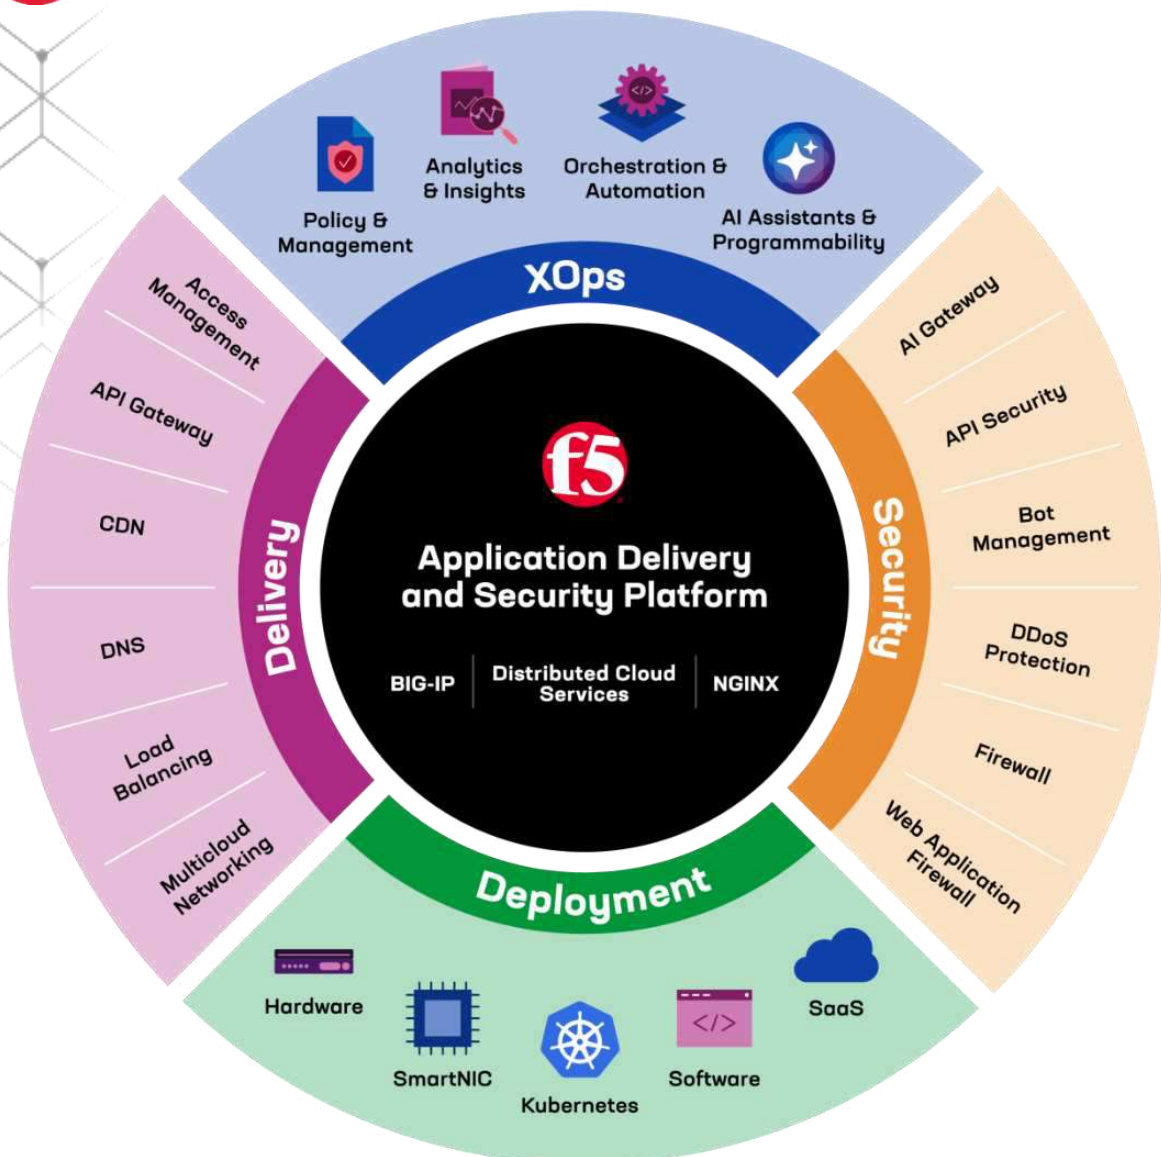 Policy &
Management
Analytics
& Insights
Orchestration &
Automation
AI Assistants &
Programmability
XOps
Access
Management
API Gateway
CDN
DNS
Load
Balancing
Multicloud
Networking
Delivery
f5
Application Delivery
and Security Platform
BIG-IP
Distributed Cloud
Services
NGINX
Security
AI Gateway
API Security
Bot
Management
DDoS
Protection
Firewall
Web Application
Firewall
Deployment
Hardware
SmartNIC
Kubernetes
</>
Software
SaaS